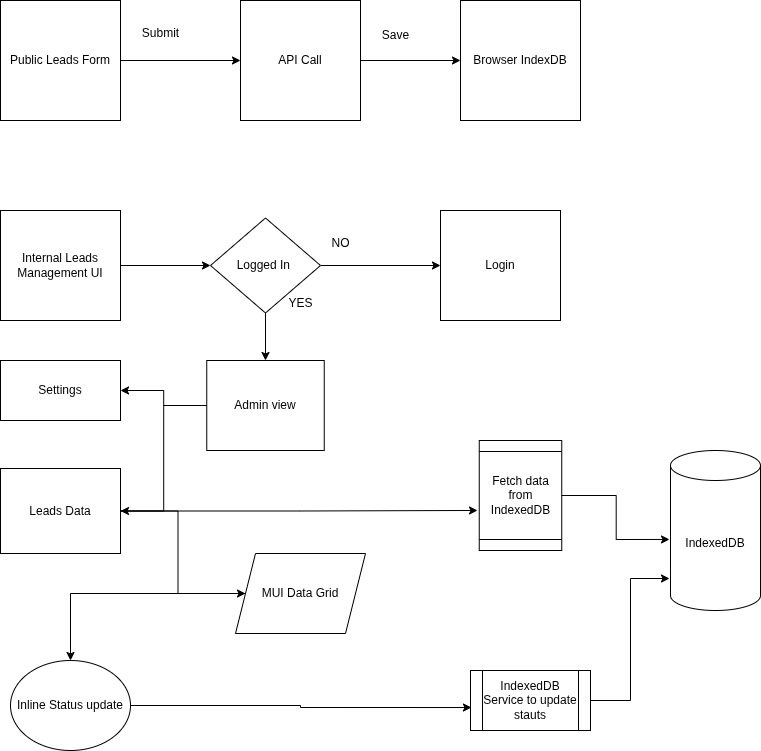 Submit
Save
Public Leads Form
API Call
Browser IndexDB
NO
Internal Leads
Management UI
Logged In
Login
YES
Settings
Admin view
Fetch data
from
IndexedDB
Leads Data
IndexedDB
MUI Data Grid
Inline Status update
IndexedDB
Service to update
stauts